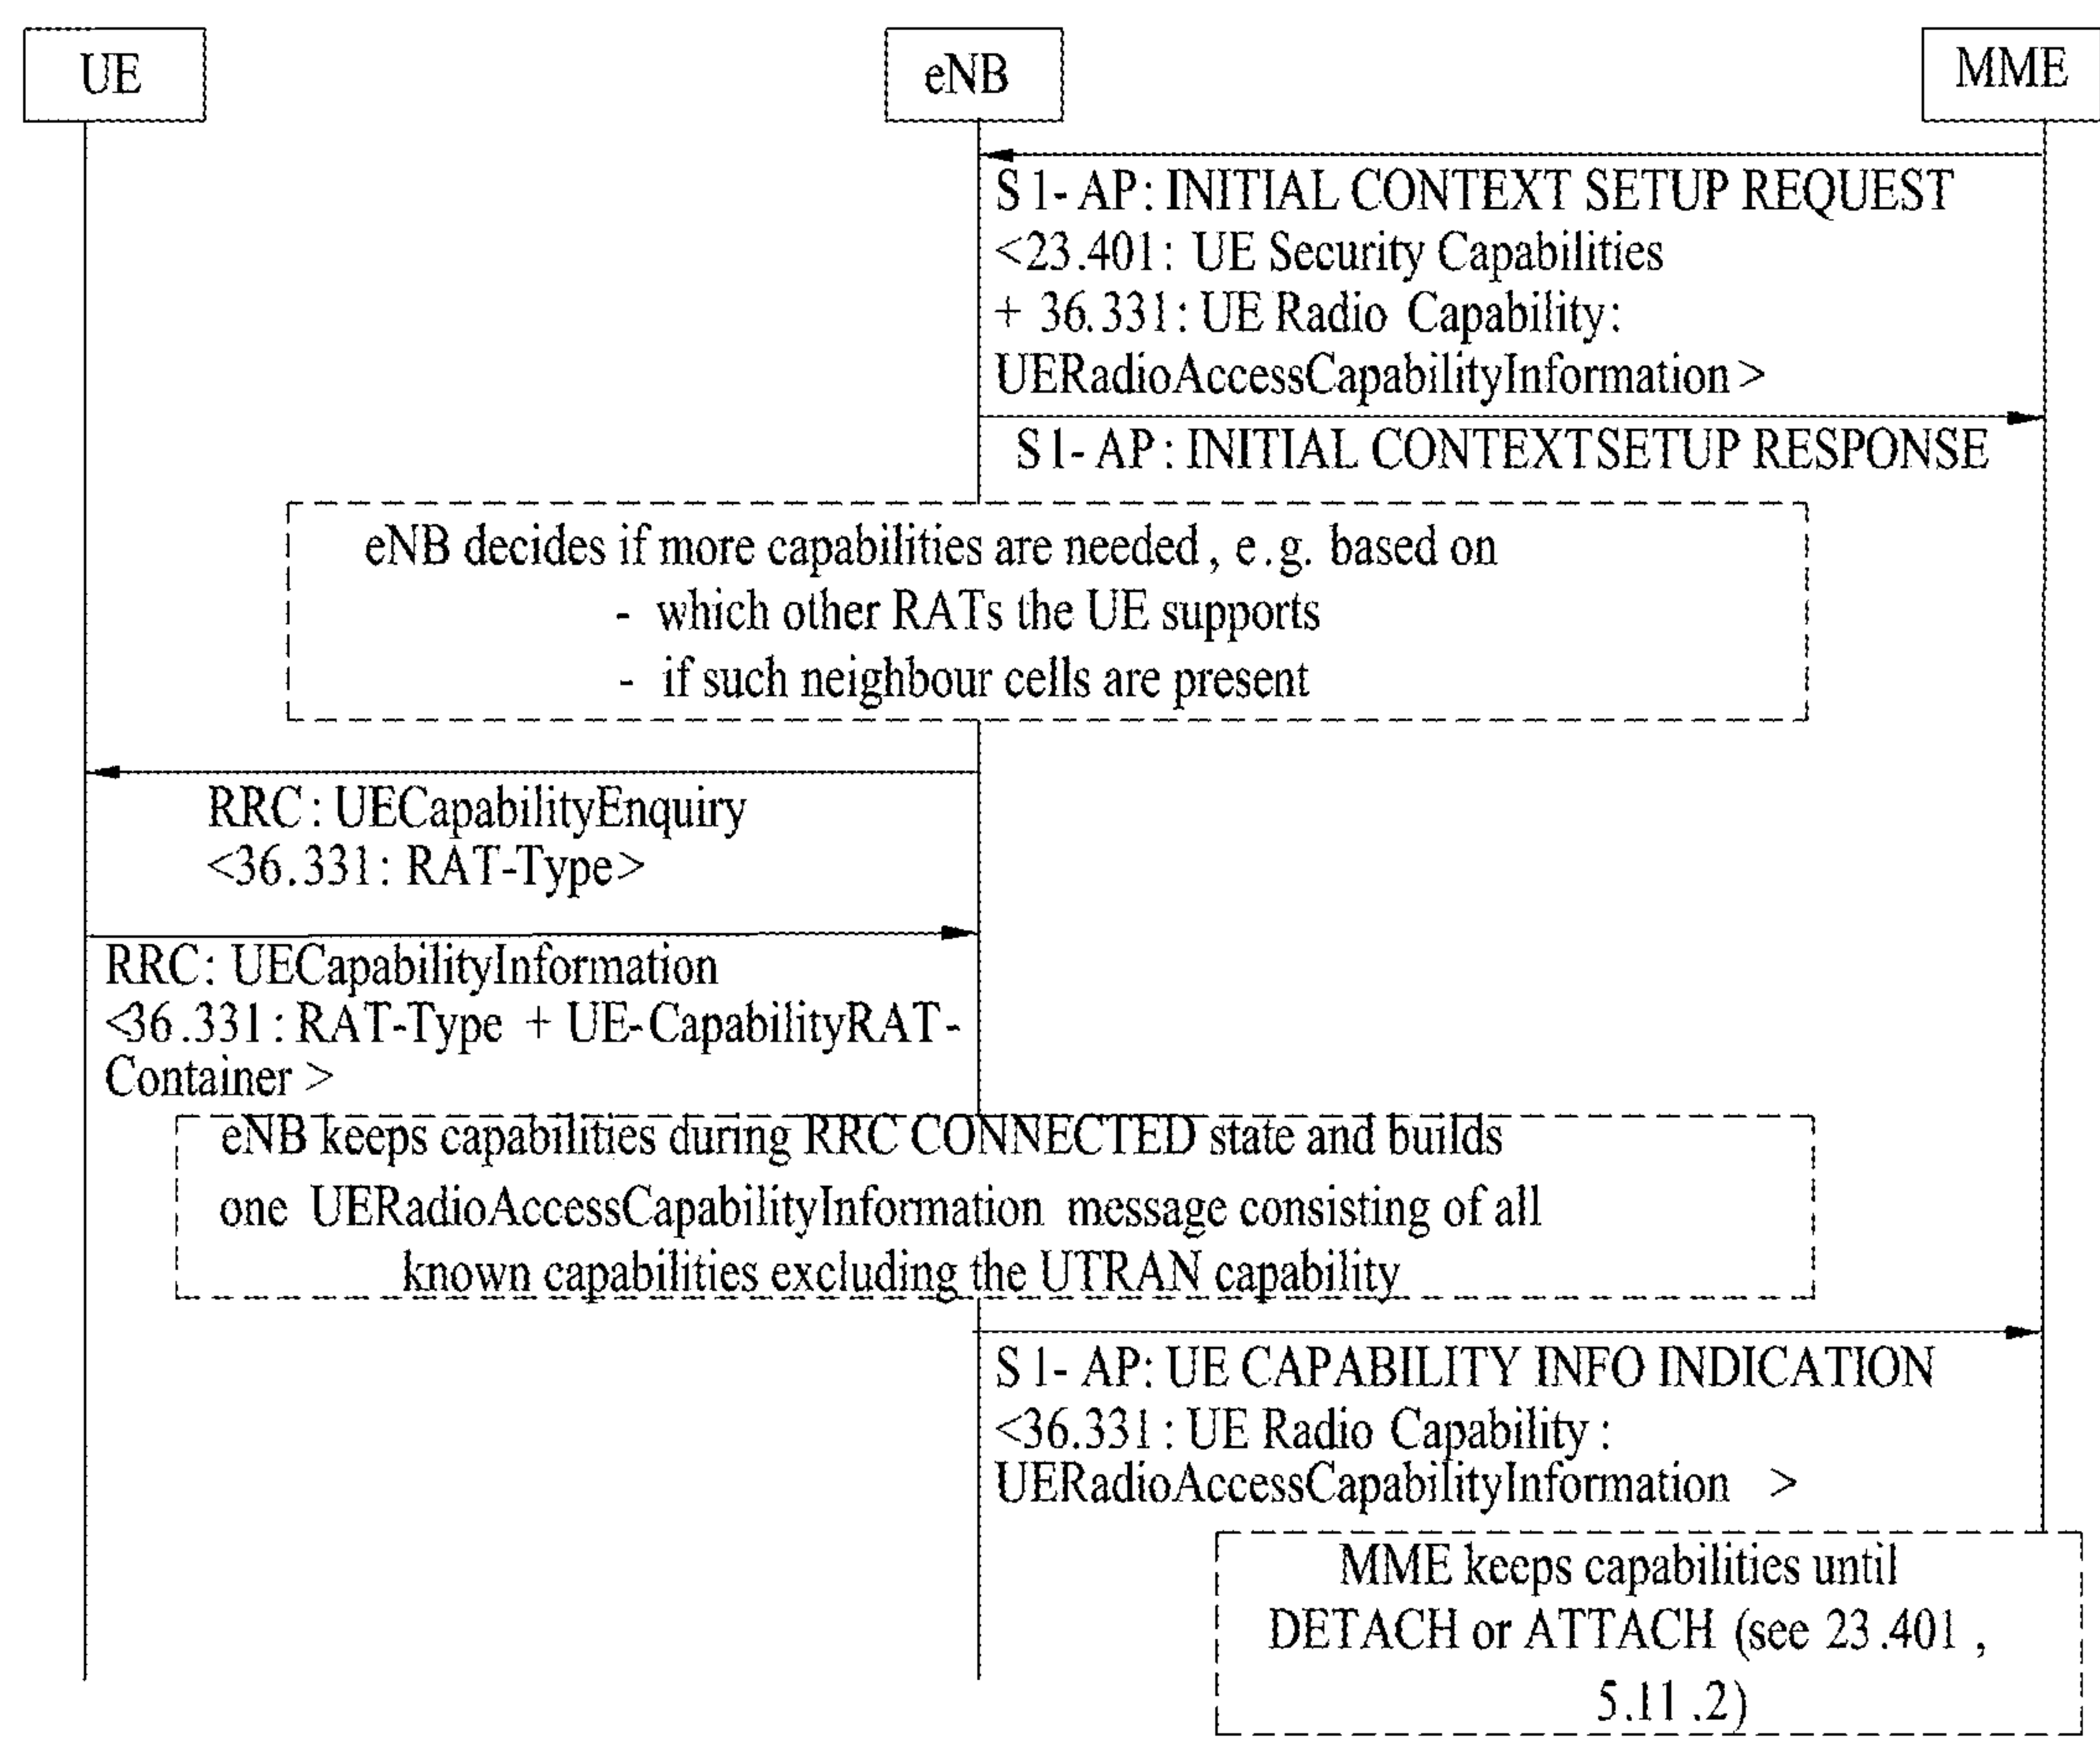 UE
eNB
MME
S1-AP: INITIAL CONTEXT SETUP REQUEST
<23.401: UE Security Capabilities
+ 36.331: UE Radio Capability:
UERadioAccessCapabilityInformation>
S1-AP: INITIAL CONTEXTSETUP RESPONSE
eNB decides if more capabilities are needed, e.g. based on
- which other RATs the UE supports
- if such neighbour cells are present
RRC: UECapabilityEnquiry
<36.331: RAT-Type>
RRC: UECapabilityInformation
<36.331: RAT-Type + UE-CapabilityRAT-
Container>
eNB keeps capabilities during RRC CONNECTED state and builds
one UERadioAccessCapabilityInformation message consisting of all
known capabilities excluding the UTRAN capability
S1-AP: UE CAPABILITY INFO INDICATION
<36.331: UE Radio Capability:
UERadioAccessCapabilityInformation >
MME keeps capabilities until
DETACH or ATTACH (see 23.401,
5.11.2)